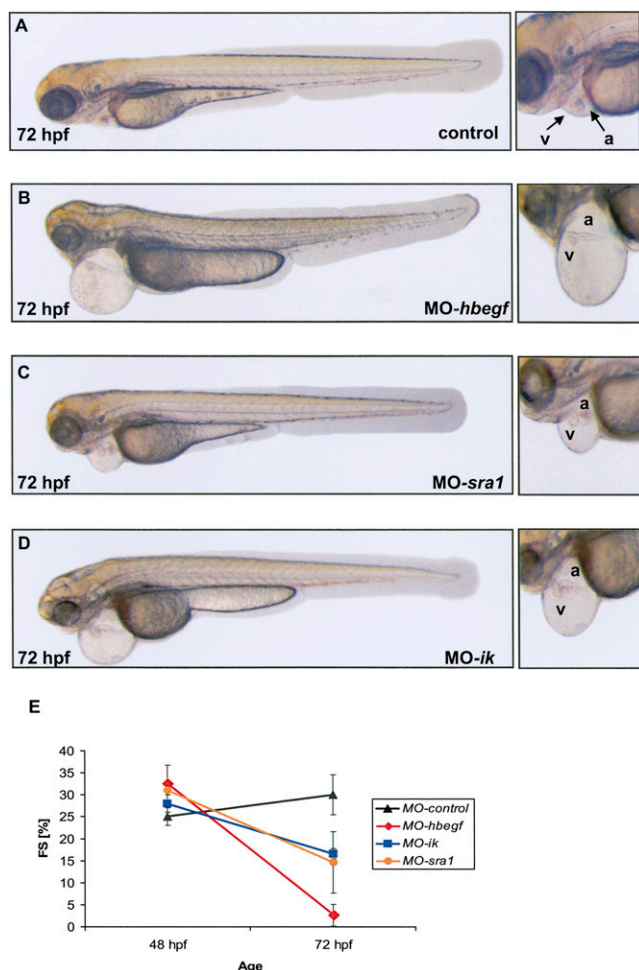 A
72 hpf
control
v
a
B
72 hpf
MO-hbegf
a
v
C
72 hpf
MO-sra1
a
v
D
72 hpf
MO-ik
a
v
E
40
35
30
25
20
15
10
5
0
FS [%]
48 hpf
72 hpf
Age
MO-control
MO-hbegf
MO-ik
MO-sra1